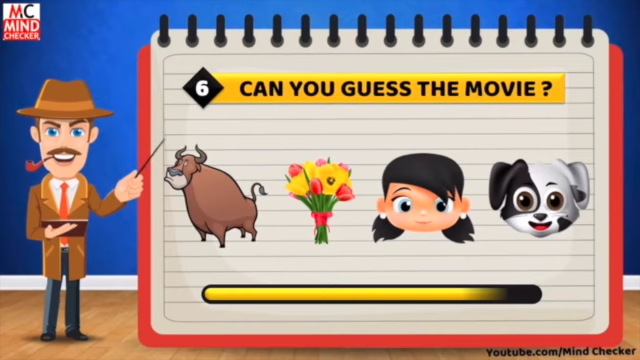 MC
MIND
CHECKER
6 CAN YOU GUESS THE MOVIE ?
Youtube.com/Mind Checker